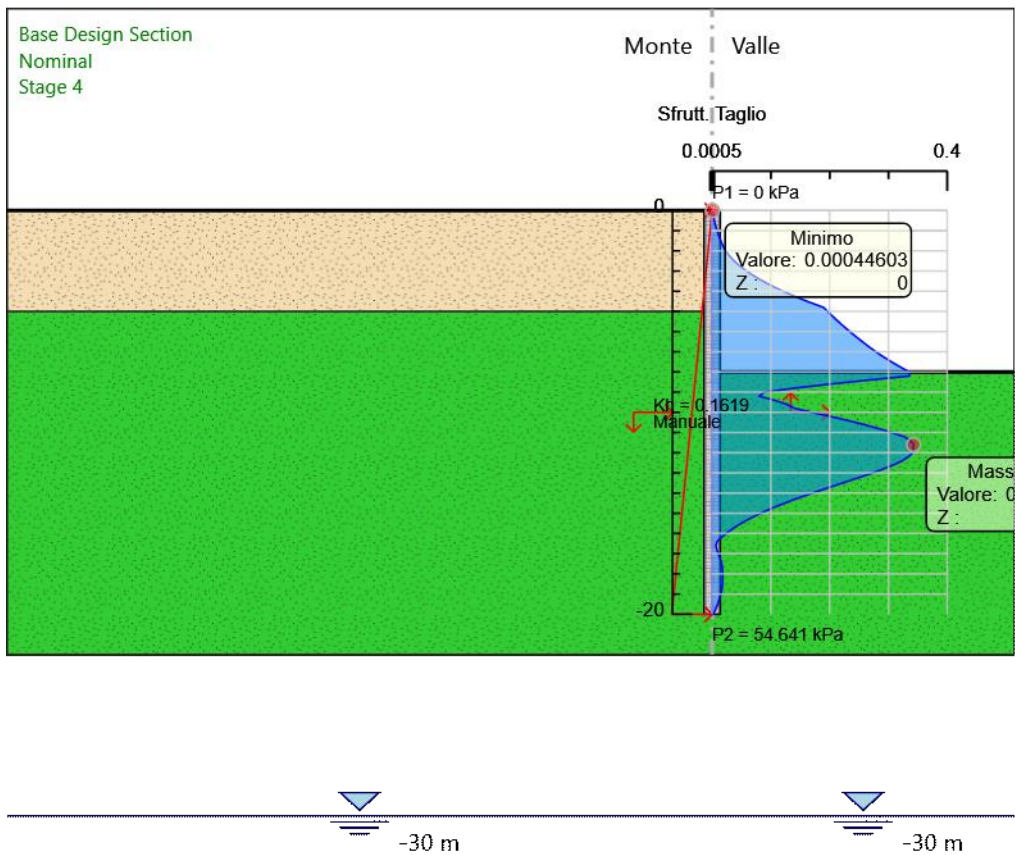 Base Design Section
Nominal
Stage 4
Monte Valle
Sfrutt. Taglio
0.0005 0.4
P1 = 0 kPa
0
Minimo
Valore: 0.00044603
Z : 0
Kh = 0.1619
Manuale
Mass
Valore: 0
Z :
-20
P2 = 54.641 kPa
-30 m -30 m